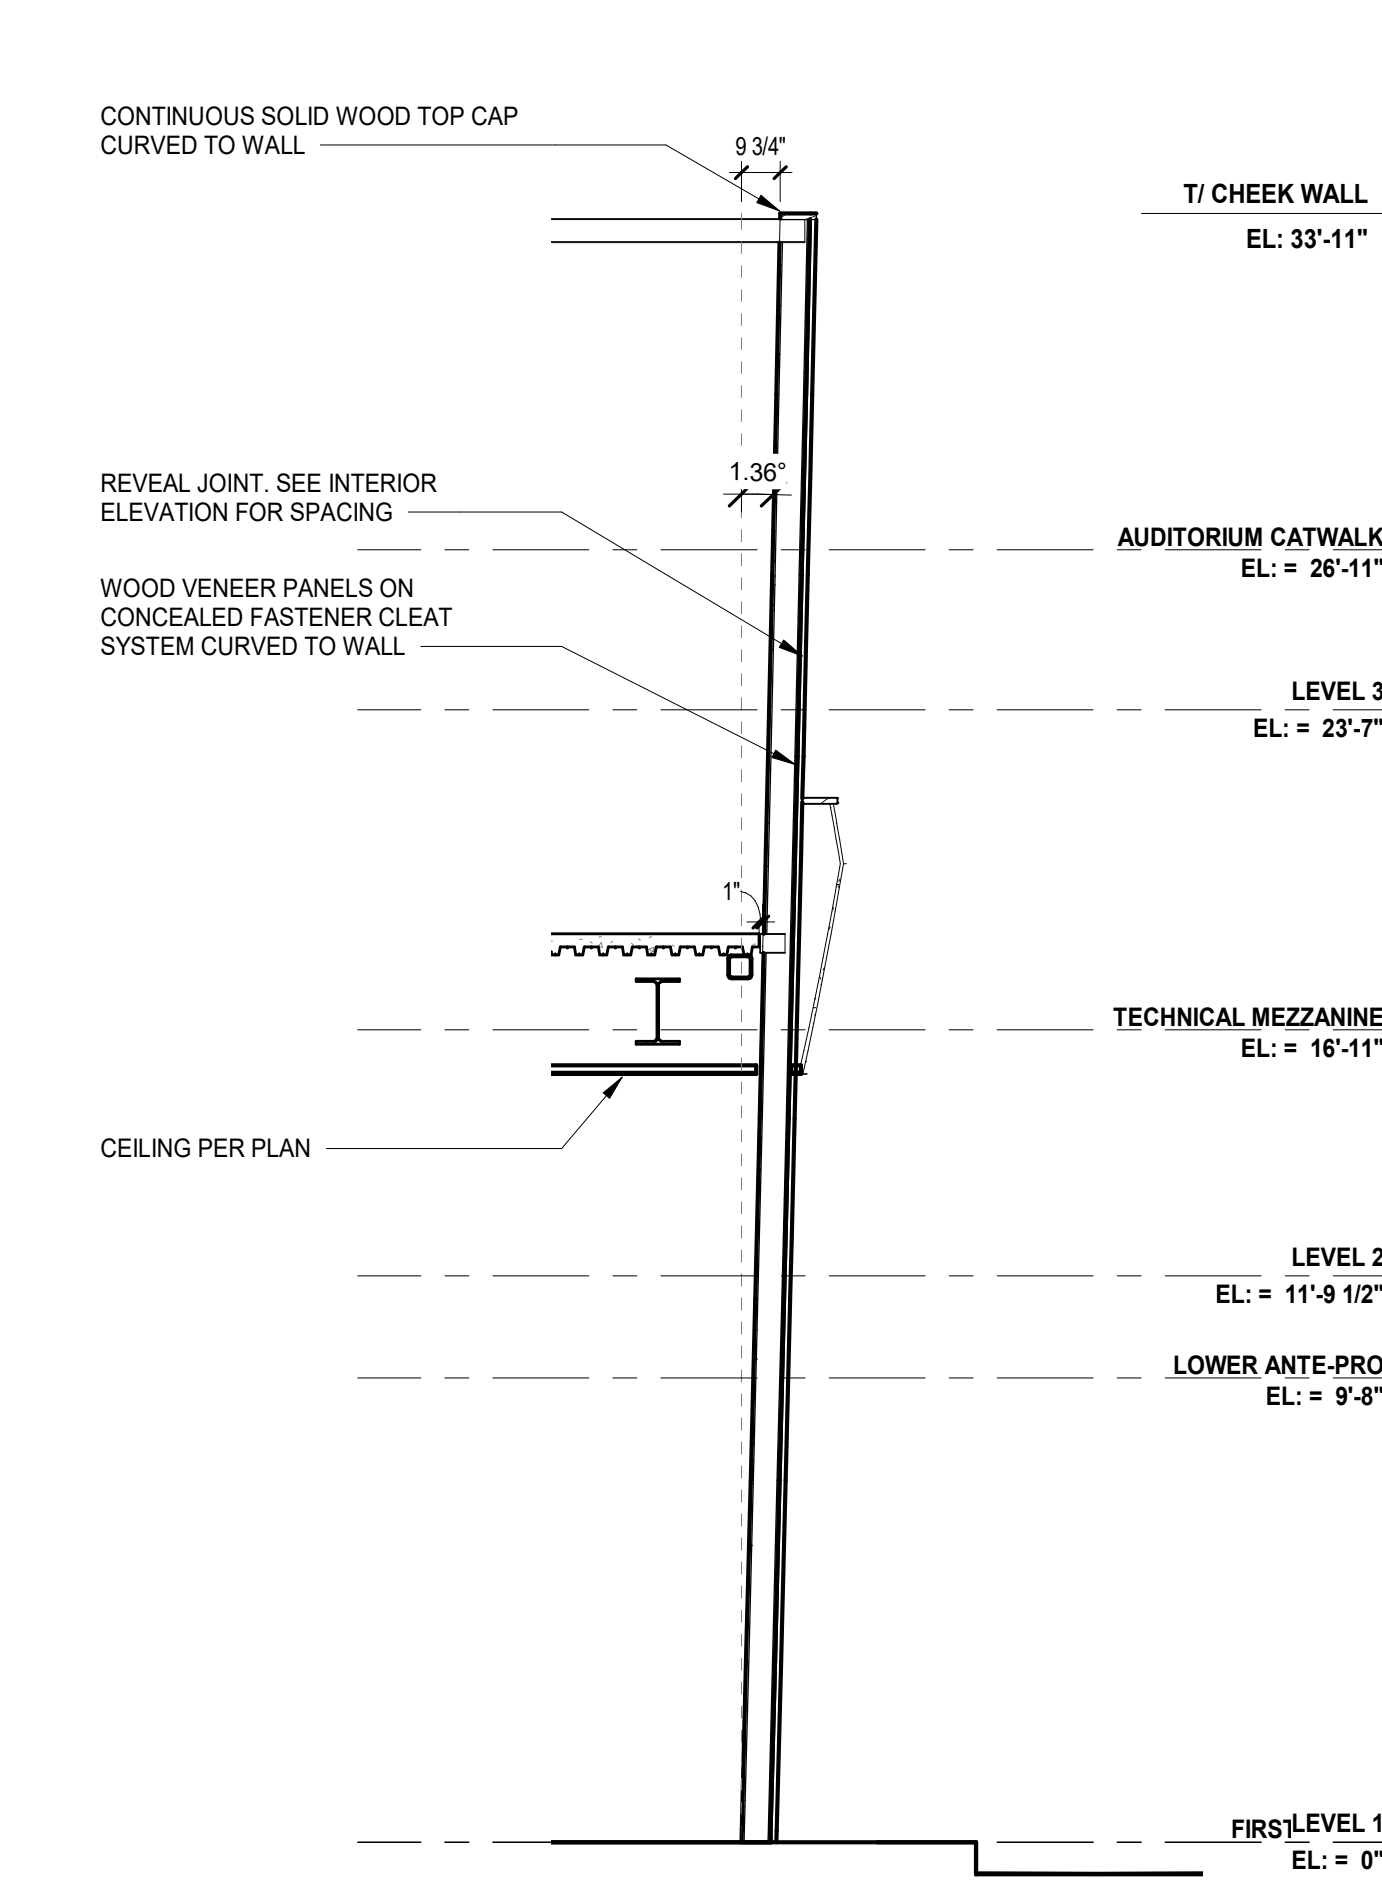 CONTINUOUS SOLID WOOD TOP CAP
CURVED TO WALL
9 3/4"
T/ CHEEK WALL
EL: 33'-11"
1.36°
REVEAL JOINT. SEE INTERIOR
ELEVATION FOR SPACING
AUDITORIUM CATWALK
EL: = 26'-11"
WOOD VENEER PANELS ON
CONCEALED FASTENER CLEAT
SYSTEM CURVED TO WALL
LEVEL 3
EL: = 23'-7"
1"
TECHNICAL MEZZANINE
EL: = 16'-11"
CEILING PER PLAN
LEVEL 2
EL: = 11'-9 1/2"
LOWER ANTE-PRO
EL: = 9'-8"
FIRST
LEVEL 1
EL: = 0"